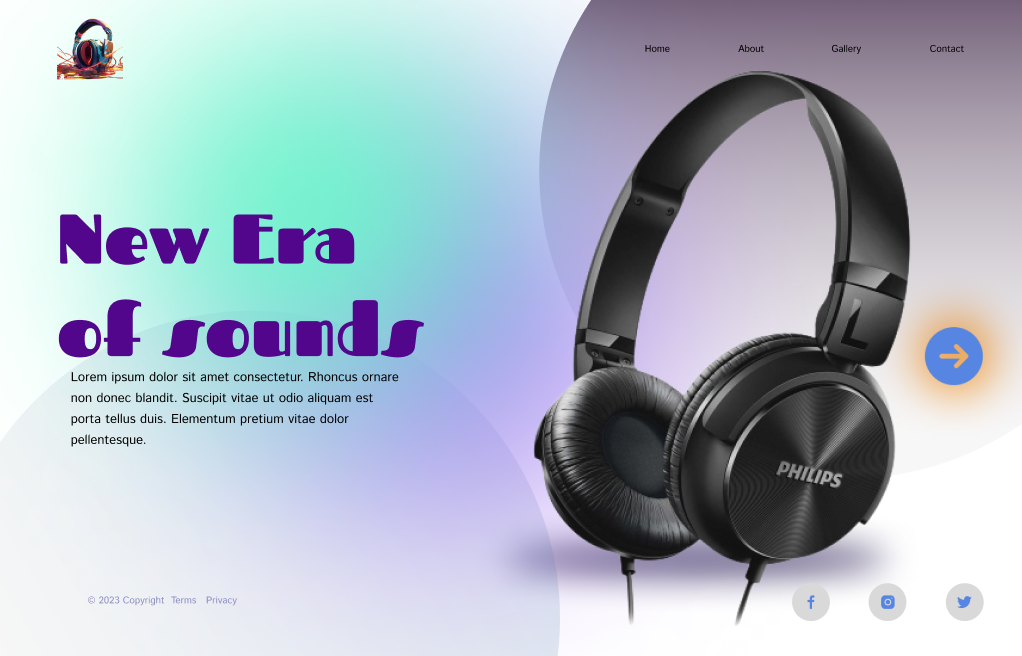 Home About Gallery Contact
New Era
of sounds
Lorem ipsum dolor sit amet consectetur. Rhoncus ornare
non donec blandit. Suscipit vitae ut odio aliquam est
porta tellus duis. Elementum pretium vitae dolor
pellentesque.
L
PHILIPS
© 2023 Copyright Terms Privacy